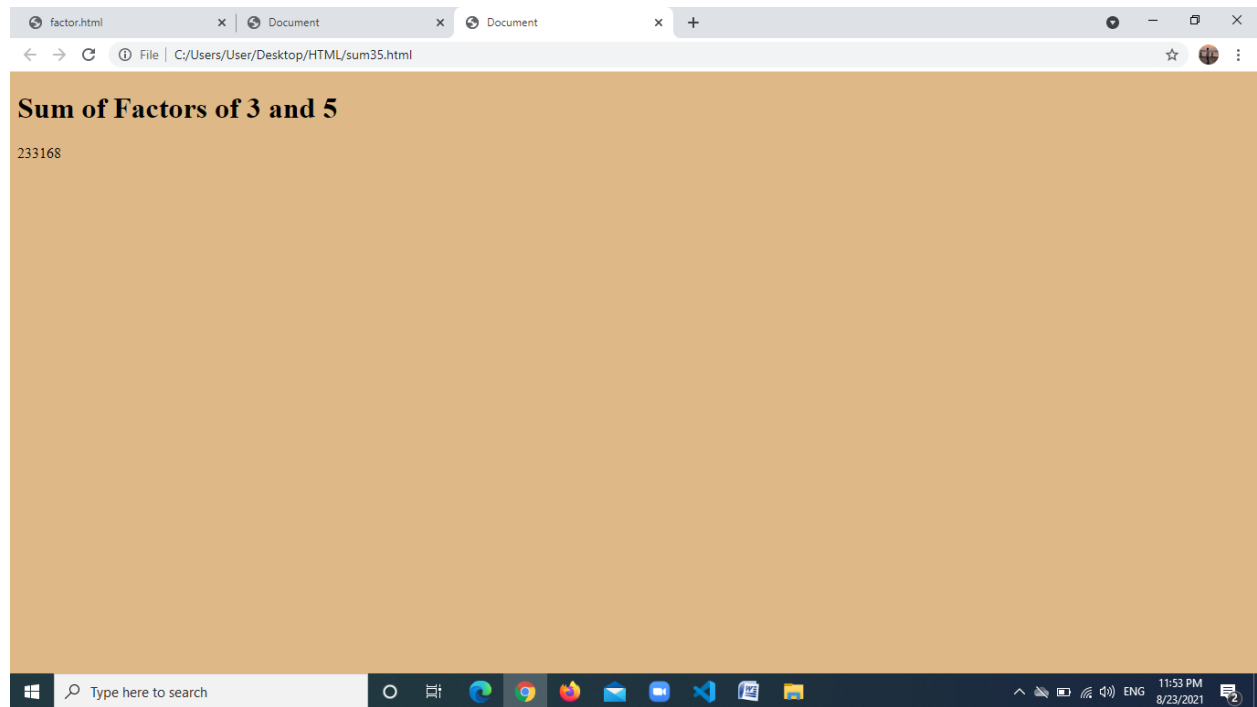 factor.html
Document
Document
File | C:/Users/User/Desktop/HTML/sum35.html
Sum of Factors of 3 and 5
233168
Type here to search
ENG
11:53 PM
8/23/2021
2